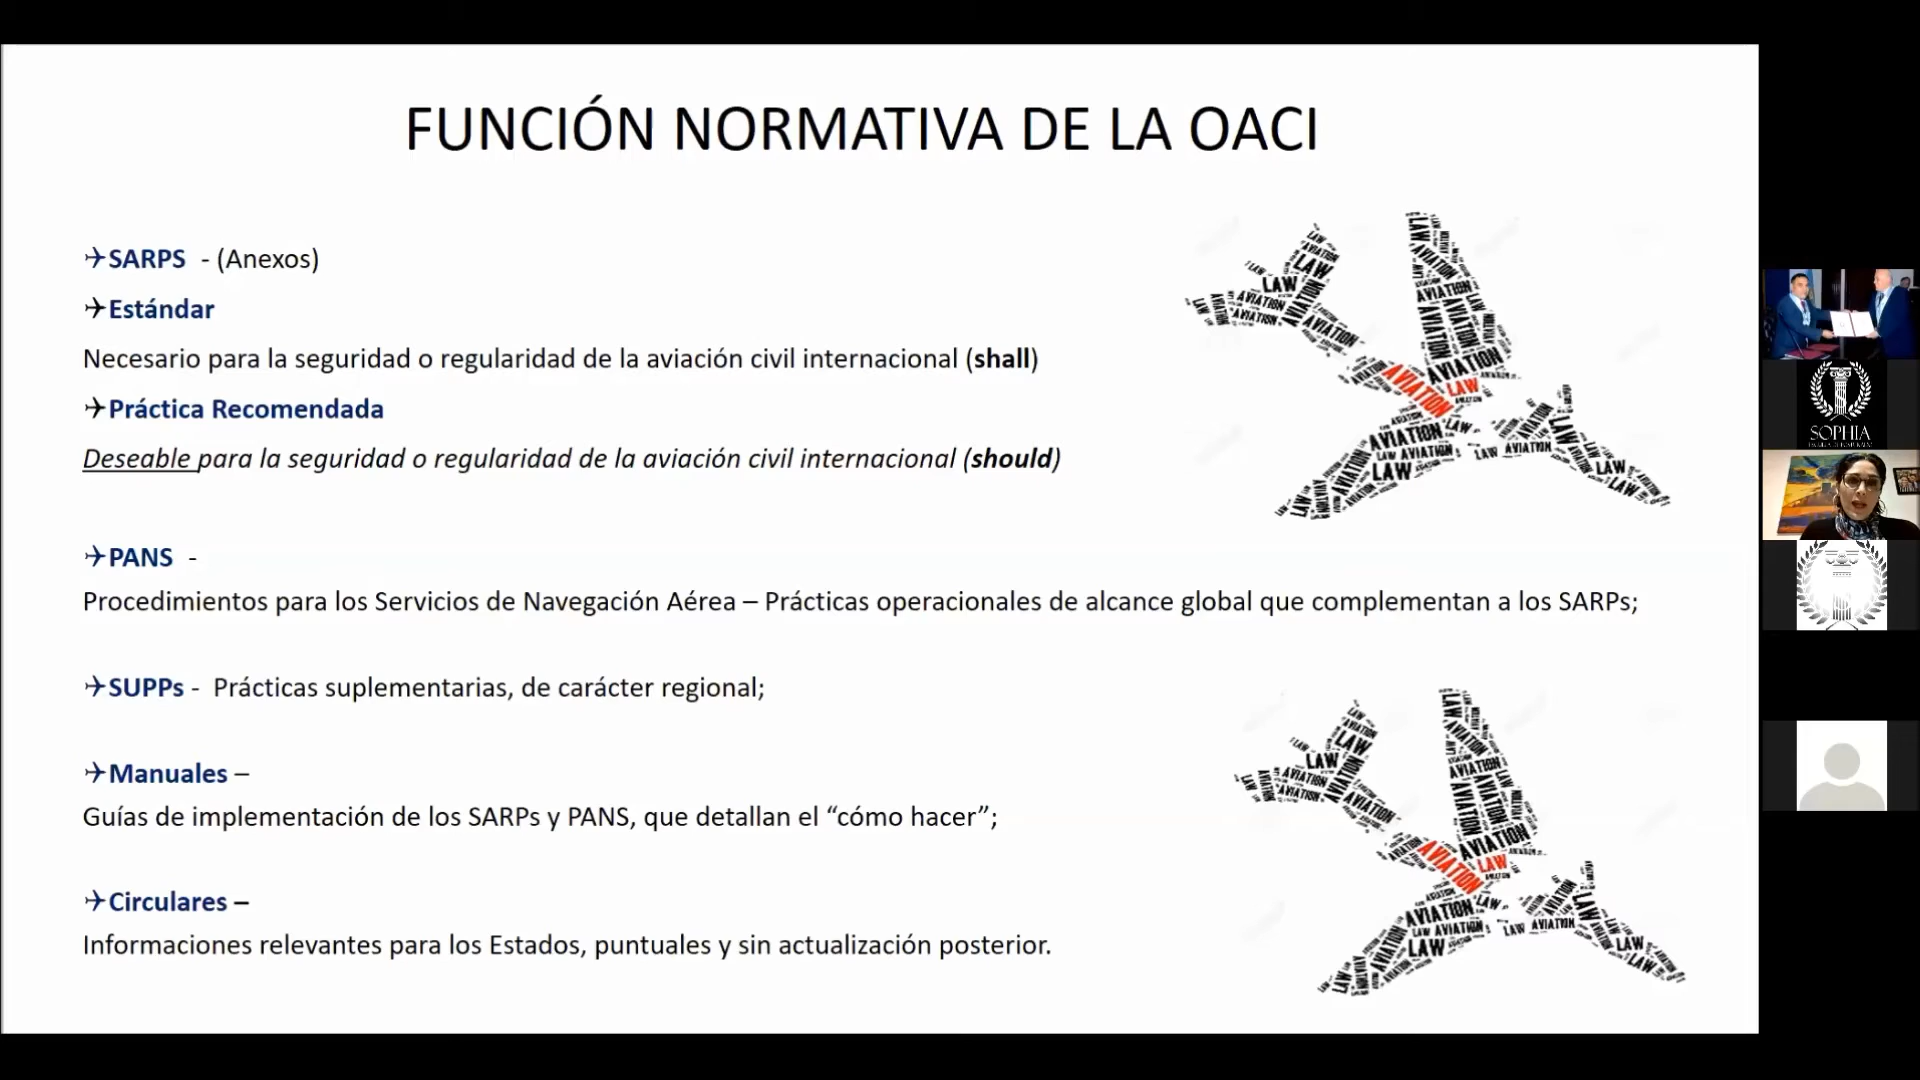 FUNCIÓN NORMATIVA DE LA OACI
✈SARPS - (Anexos)
✈Estándar
Necesario para la seguridad o regularidad de la aviación civil internacional (shall)
✈Práctica Recomendada
Deseable para la seguridad o regularidad de la aviación civil internacional (should)
✈PANS -
Procedimientos para los Servicios de Navegación Aérea – Prácticas operacionales de alcance global que complementan a los SARPs;
✈SUPPs - Prácticas suplementarias, de carácter regional;
✈Manuales –
Guías de implementación de los SARPs y PANS, que detallan el “cómo hacer”;
✈Circulares –
Informaciones relevantes para los Estados, puntuales y sin actualización posterior.
AVIATION
LAW
AVIATION
LAW
SOPHIA